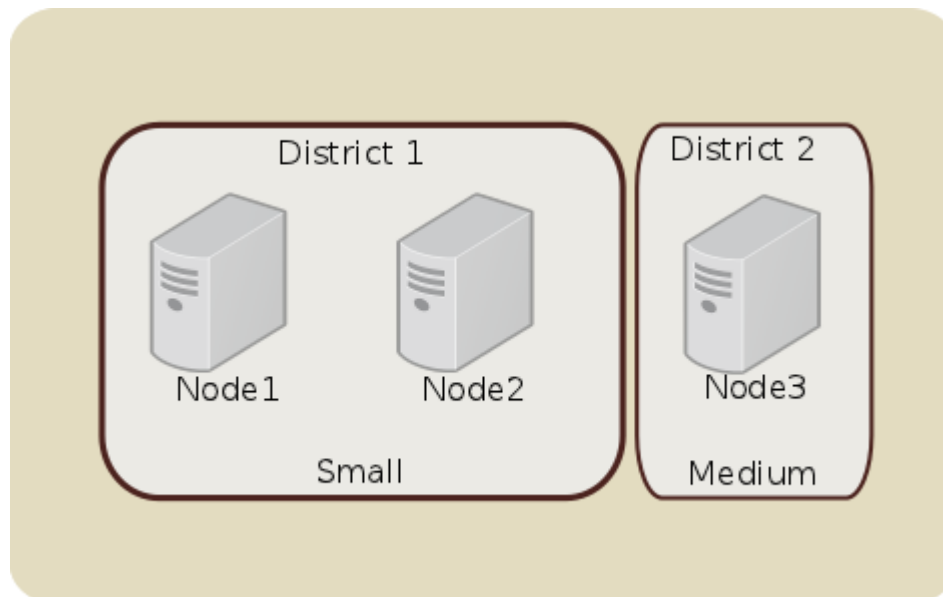 District 1
Node1
Node2
Small
District 2
Node3
Medium